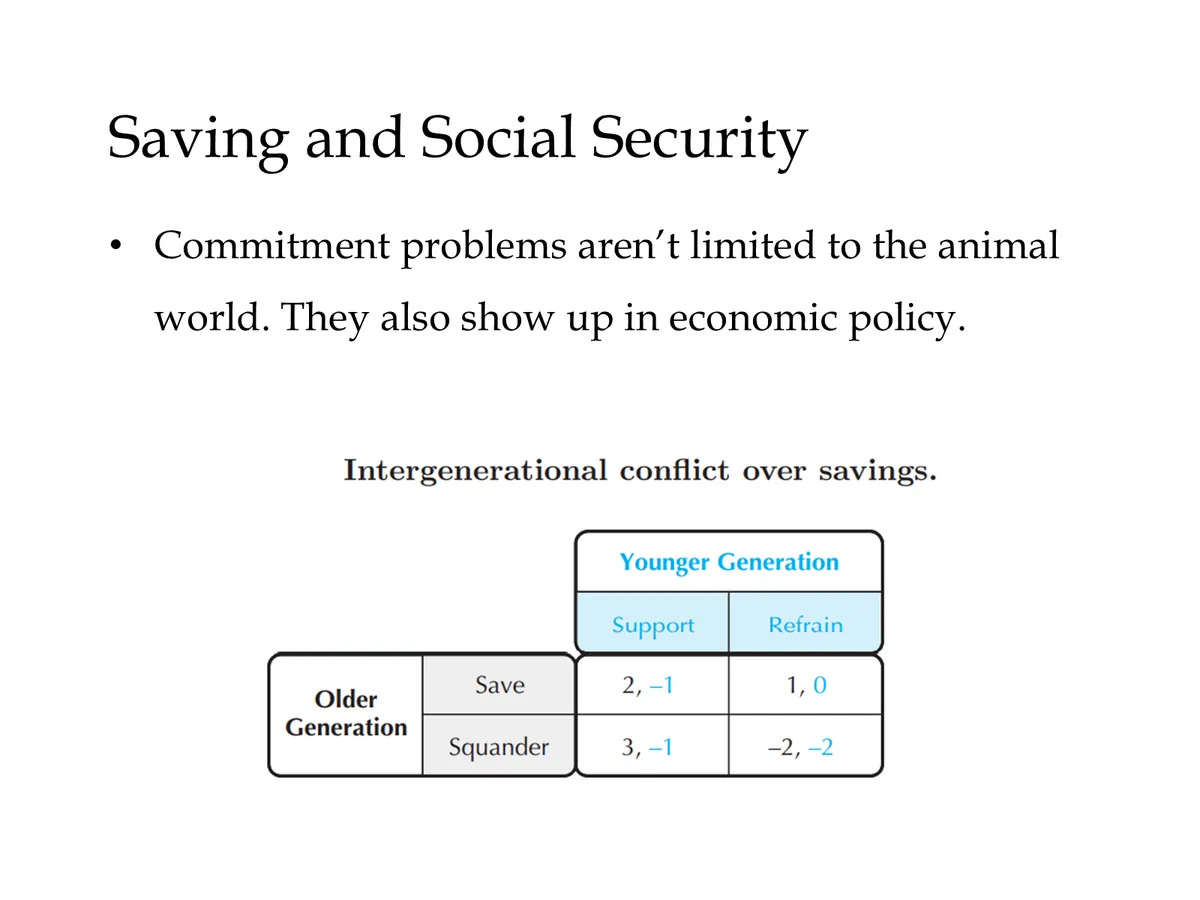 Saving and Social Security
• Commitment problems aren’t limited to the animal
world. They also show up in economic policy.
Intergenerational conflict over savings.
Younger Generation
Support Refrain
Older
Generation
Save 2, –1 1, 0
Squander 3, –1 –2, –2